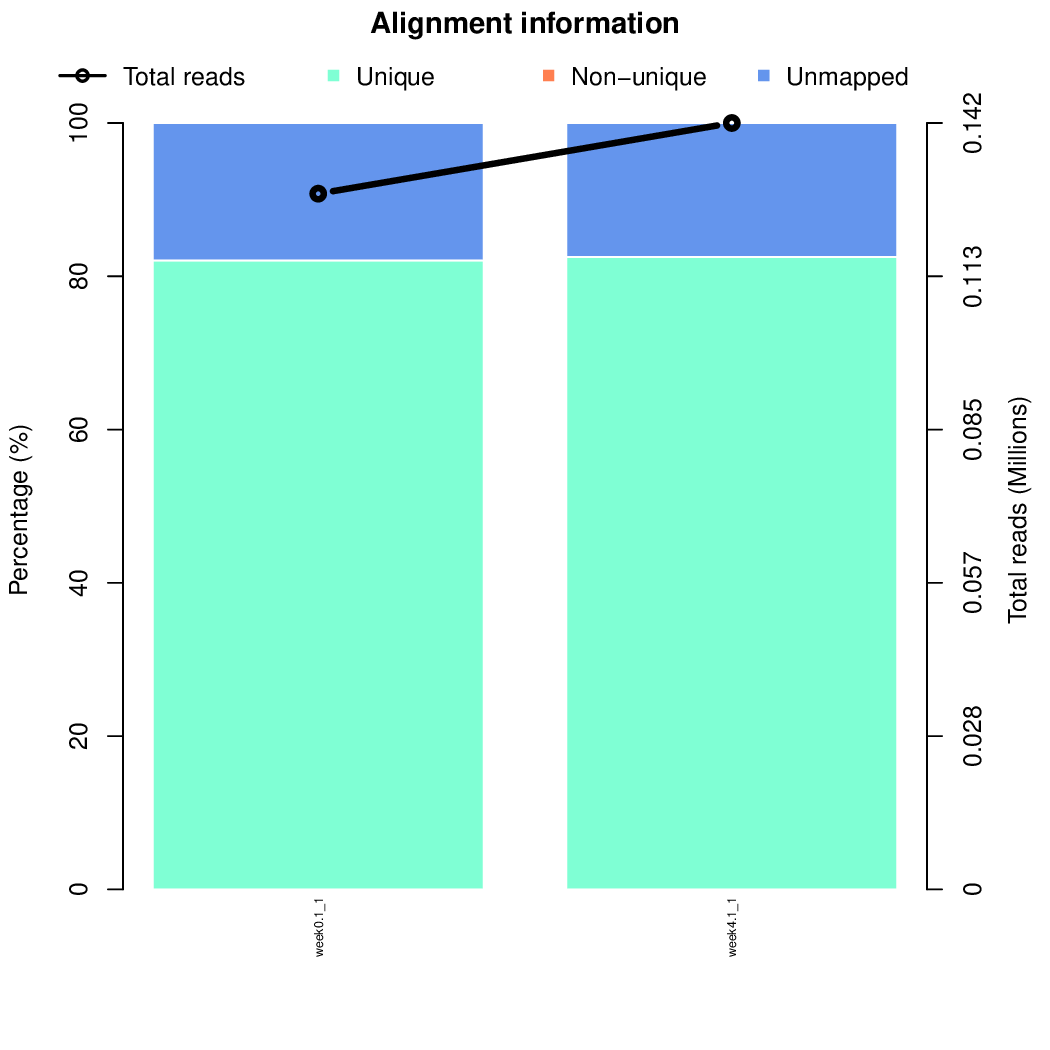 Alignment information
Total reads Unique Non−unique Unmapped
100
80
60
40
20
0
Percentage (%)
0.142
0.113
0.085
0.057
0.028
0
Total reads (Millions)
week0.1_1
week4.1_1